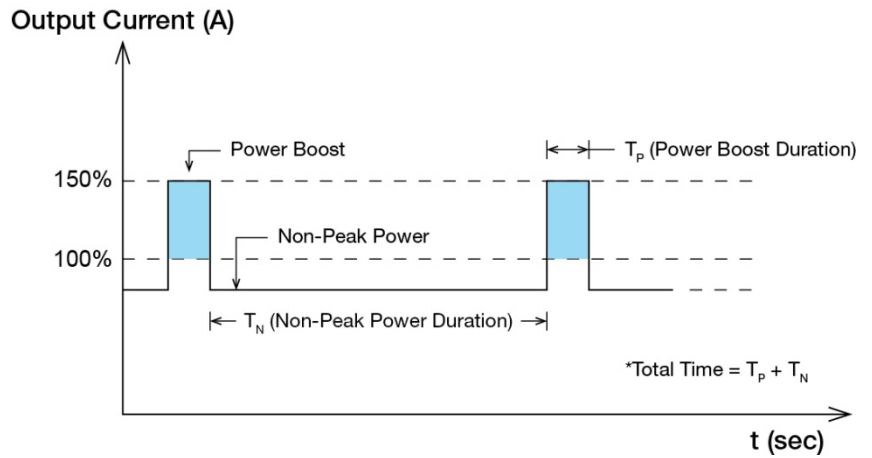 Output Current (A)
Power Boost
T_P (Power Boost Duration)
150%
Non-Peak Power
100%
T_N (Non-Peak Power Duration)
*Total Time = T_P + T_N
t (sec)